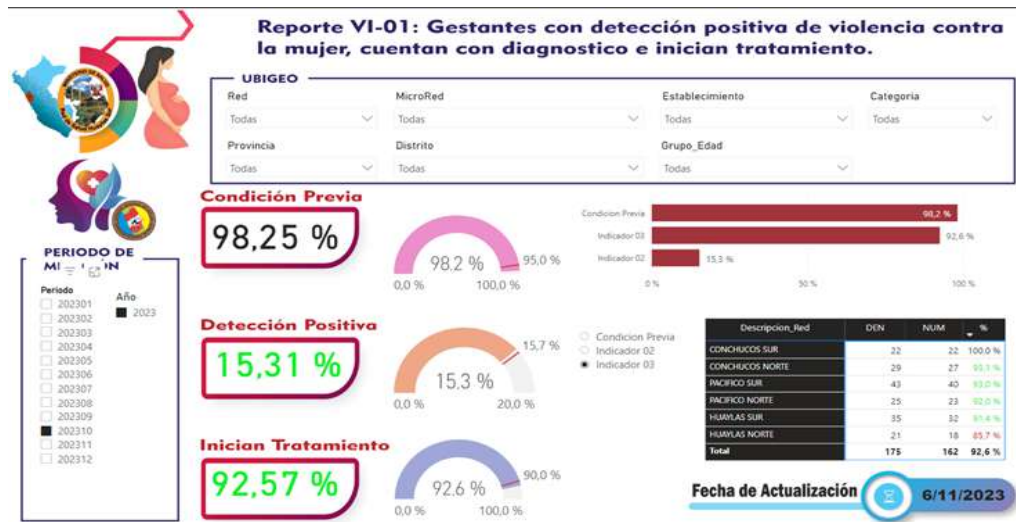 Reporte VI-01: Gestantes con detección positiva de violencia contra
la mujer, cuentan con diagnostico e inician tratamiento.
UBIGEO
Red MicroRed Establecimiento Categoria
Todas Todas Todas Todas
Provincia Distrito Grupo_Edad
Todas Todas Todas
PERIODO DE
Periodo
Año
202301
2023
202302
202303
202304
202305
202306
202307
202308
202309
202310
202311
202312
Condición Previa
98,25 %
98.2 %
95,0 %
0,0 % 100,0 %
Detección Positiva
15,31 %
15,3 %
15,7 %
0,0 % 20,0 %
Inician Tratamiento
92,57 %
92.6 %
90,0 %
0,0 % 100,0 %
Condicion Previa 98,2 %
Indicador 03 92,6 %
Indicador 02 15,3 %
0 % 50 % 100 %
Condicion Previa
Indicador 02
Indicador 03
Descripcion_Red DEN NUM %
CONCHUCOS SUR 22 22 100,0 %
CONCHUCOS NORTE 29 27 93,1 %
PACIFICO SUR 43 40 93,0 %
PACIFICO NORTE 25 23 92,0 %
HUAYLAS SUR 35 32 91,4 %
HUAYLAS NORTE 21 18 85,7 %
Total 175 162 92,6 %
Fecha de Actualización 6/11/2023